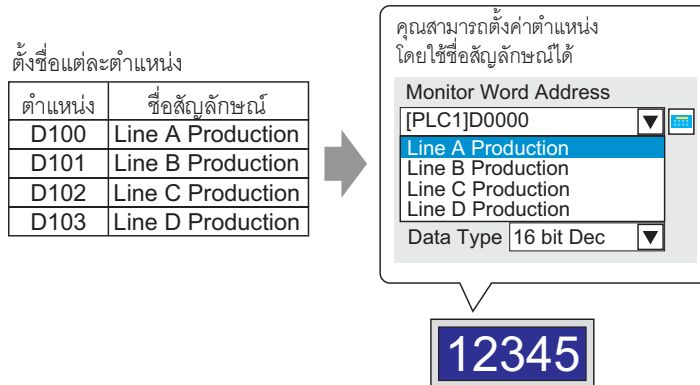 ตั้งชื่อแต่ละตำแหน่ง
ตำแหน่ง ชื่อสัญลักษณ์
D100 Line A Production
D101 Line B Production
D102 Line C Production
D103 Line D Production
คุณสามารถตั้งค่าตำแหน่ง
โดยใช้ชื่อสัญลักษณ์ได้
Monitor Word Address
[PLC1]D0000
Line A Production
Line B Production
Line C Production
Line D Production
Data Type 16 bit Dec
12345